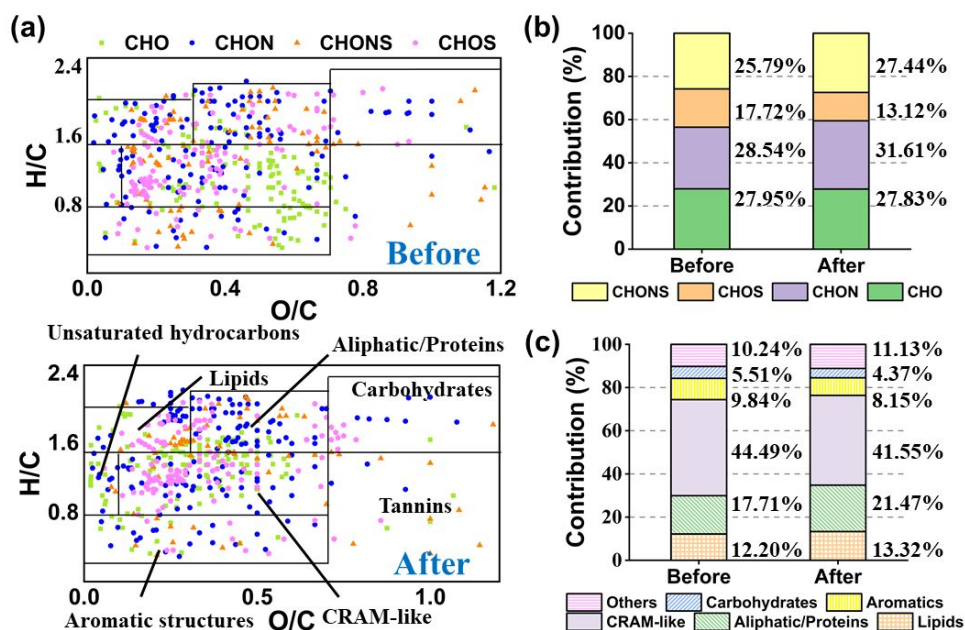 (a)
CHO CHON CHONS CHOS
2.4
1.6
0.8
H/C
Before
0.0 0.4 0.8 1.2
O/C
Unsaturated hydrocarbons
Aliphatic/Proteins
Lipids
Carbohydrates
2.4
1.6
0.8
H/C
Tannins
After
0.0 0.5 1.0
O/C
Aromatic structures
CRAM-like
(b)
Contribution (%)
100
80
60
40
20
0
25.79% 27.44%
17.72% 13.12%
28.54% 31.61%
27.95% 27.83%
Before After
CHONS CHOS CHON CHO
(c)
Contribution (%)
100
80
60
40
20
0
10.24% 11.13%
5.51% 4.37%
9.84% 8.15%
44.49% 41.55%
17.71% 21.47%
12.20% 13.32%
Before After
Others Carbohydrates Aromatics
CRAM-like Aliphatic/Proteins Lipids